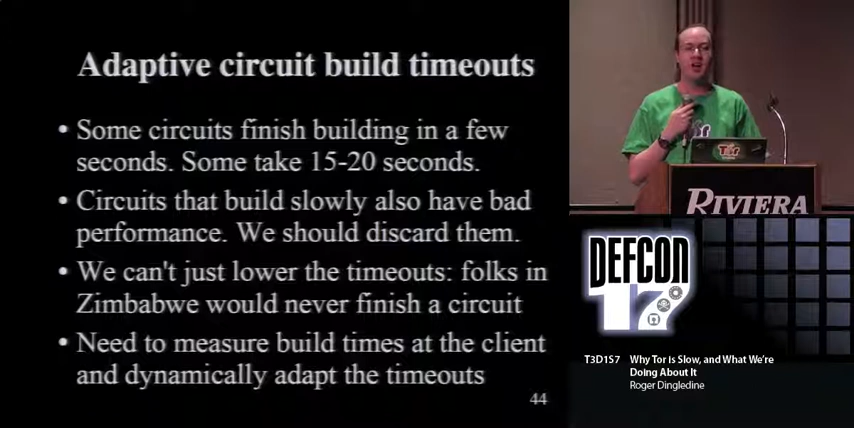 Adaptive circuit build timeouts
• Some circuits finish building in a few
seconds. Some take 15-20 seconds.
• Circuits that build slowly also have bad
performance. We should discard them.
• We can't just lower the timeouts: folks in
Zimbabwe would never finish a circuit
• Need to measure build times at the client
and dynamically adapt the timeouts
44
Tor
RIVIERA
DEFCON
17
T3D1S7 Why Tor is Slow, and What We're
Doing About It
Roger Dingledine